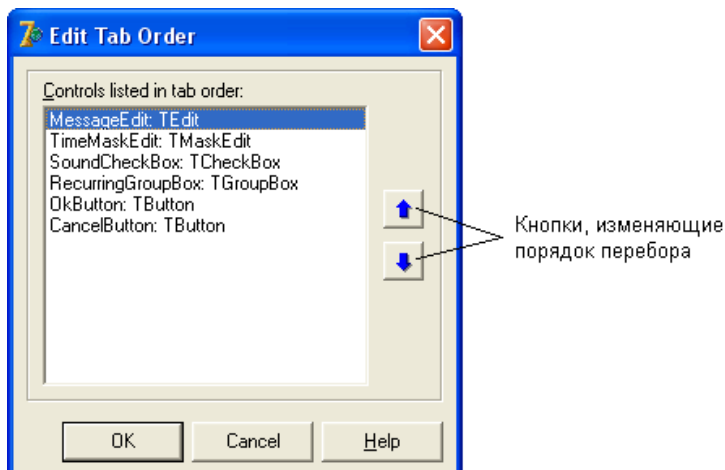 Edit Tab Order
Controls listed in tab order:
MessageEdit: TEdit
TimeMaskEdit: TMaskEdit
SoundCheckBox: TCheckBox
RecurringGroupBox: TGroupBox
OkButton: TButton
CancelButton: TButton
Кнопки, изменяющие
порядок перебора
OK Cancel Help